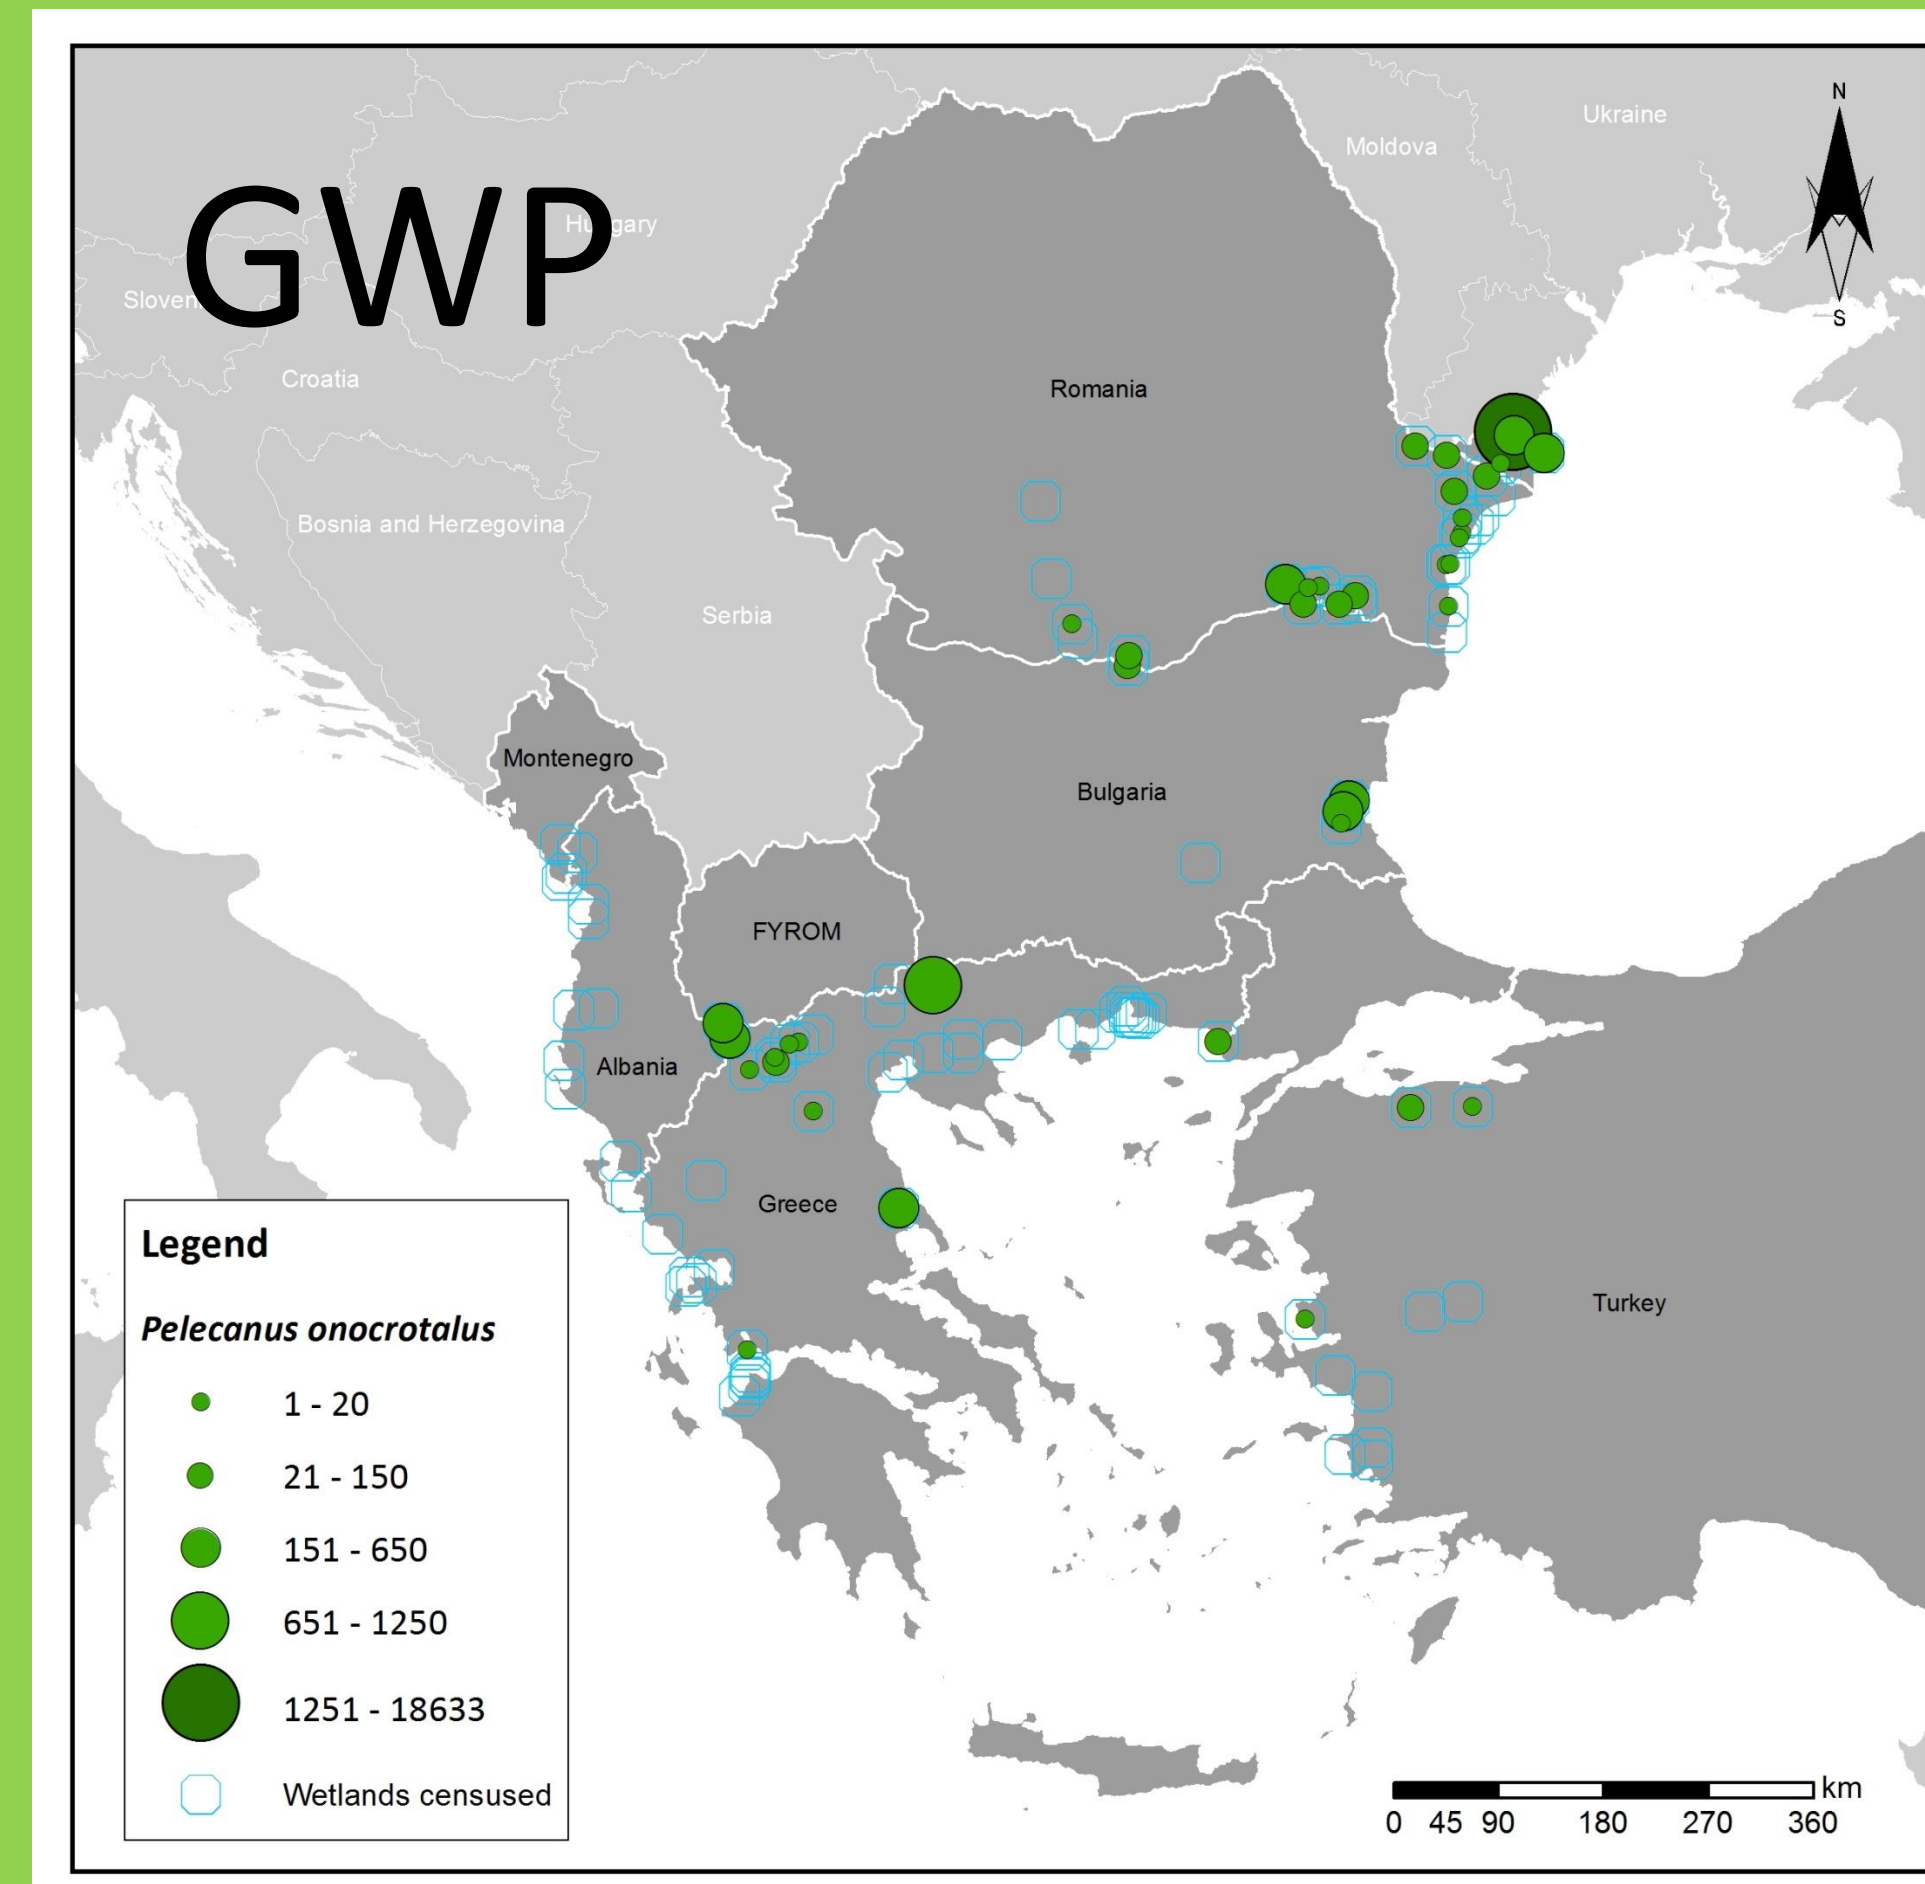 GWP
N
S
Ukraine
Moldova
Hungary
Sloven
Croatia
Romania
Bosnia and Herzegovina
Serbia
Montenegro
Bulgaria
FYROM
Albania
Greece
Turkey
Legend
Pelecanus onocrotalus
1 - 20
21 - 150
151 - 650
651 - 1250
1251 - 18633
Wetlands censused
km
0 45 90 180 270 360